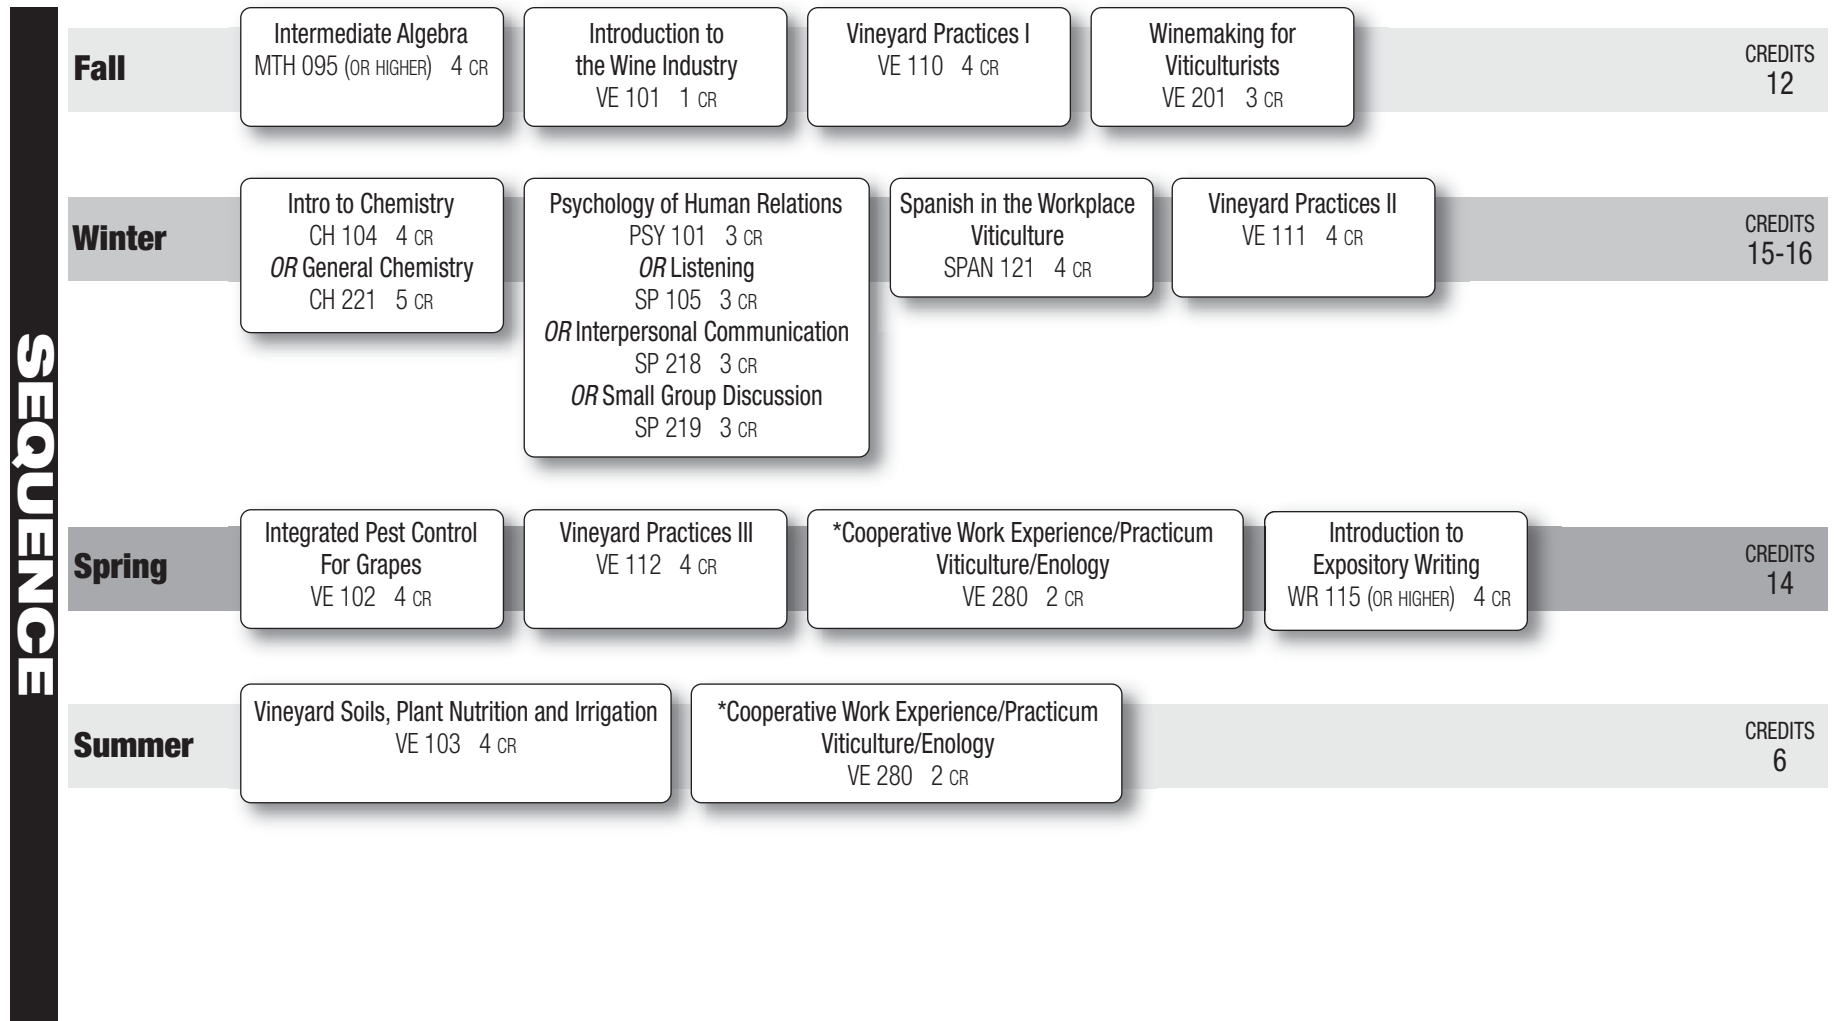 SEQUENCE
Fall
Intermediate Algebra
MTH 095 (OR HIGHER) 4 CR
Introduction to
the Wine Industry
VE 101 1 CR
Vineyard Practices I
VE 110 4 CR
Winemaking for
Viticulturists
VE 201 3 CR
CREDITS
12
Winter
Intro to Chemistry
CH 104 4 CR
OR General Chemistry
CH 221 5 CR
Psychology of Human Relations
PSY 101 3 CR
OR Listening
SP 105 3 CR
OR Interpersonal Communication
SP 218 3 CR
OR Small Group Discussion
SP 219 3 CR
Spanish in the Workplace
Viticulture
SPAN 121 4 CR
Vineyard Practices II
VE 111 4 CR
CREDITS
15-16
Spring
Integrated Pest Control
For Grapes
VE 102 4 CR
Vineyard Practices III
VE 112 4 CR
*Cooperative Work Experience/Practicum
Viticulture/Enology
VE 280 2 CR
Introduction to
Expository Writing
WR 115 (OR HIGHER) 4 CR
CREDITS
14
Summer
Vineyard Soils, Plant Nutrition and Irrigation
VE 103 4 CR
*Cooperative Work Experience/Practicum
Viticulture/Enology
VE 280 2 CR
CREDITS
6